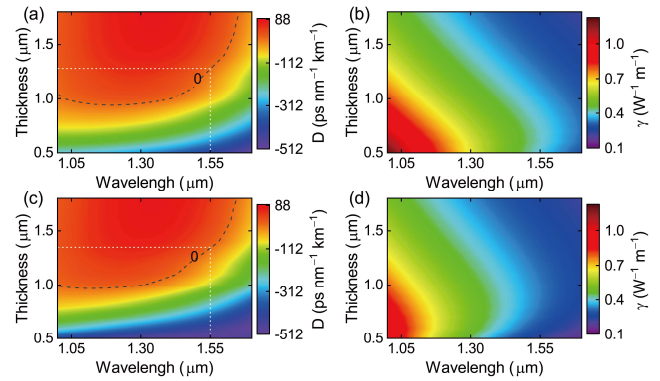 (a)
Thickness (μm)
1.5
1.0
0.5
0
1.05
1.30
1.55
Wavelengh (μm)
88
-112
-312
-512
D (ps nm⁻¹ km⁻¹)
(b)
Thickness (μm)
1.5
1.0
0.5
1.05
1.30
1.55
Wavelengh (μm)
1.0
0.7
0.4
0.1
γ (W⁻¹ m⁻¹)
(c)
Thickness (μm)
1.5
1.0
0.5
0
1.05
1.30
1.55
Wavelengh (μm)
88
-112
-312
-512
D (ps nm⁻¹ km⁻¹)
(d)
Thickness (μm)
1.5
1.0
0.5
1.05
1.30
1.55
Wavelengh (μm)
1.0
0.7
0.4
0.1
γ (W⁻¹ m⁻¹)